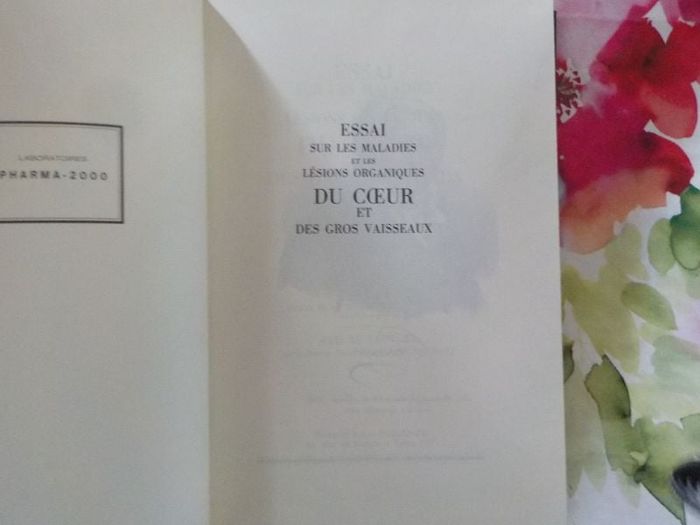 LABORATOIRES
PHARMA-2000
ESSAI
SUR LES MALADIES
ET LES
LÉSIONS ORGANIQUES
DU CŒUR
ET
DES GROS VAISSEAUX